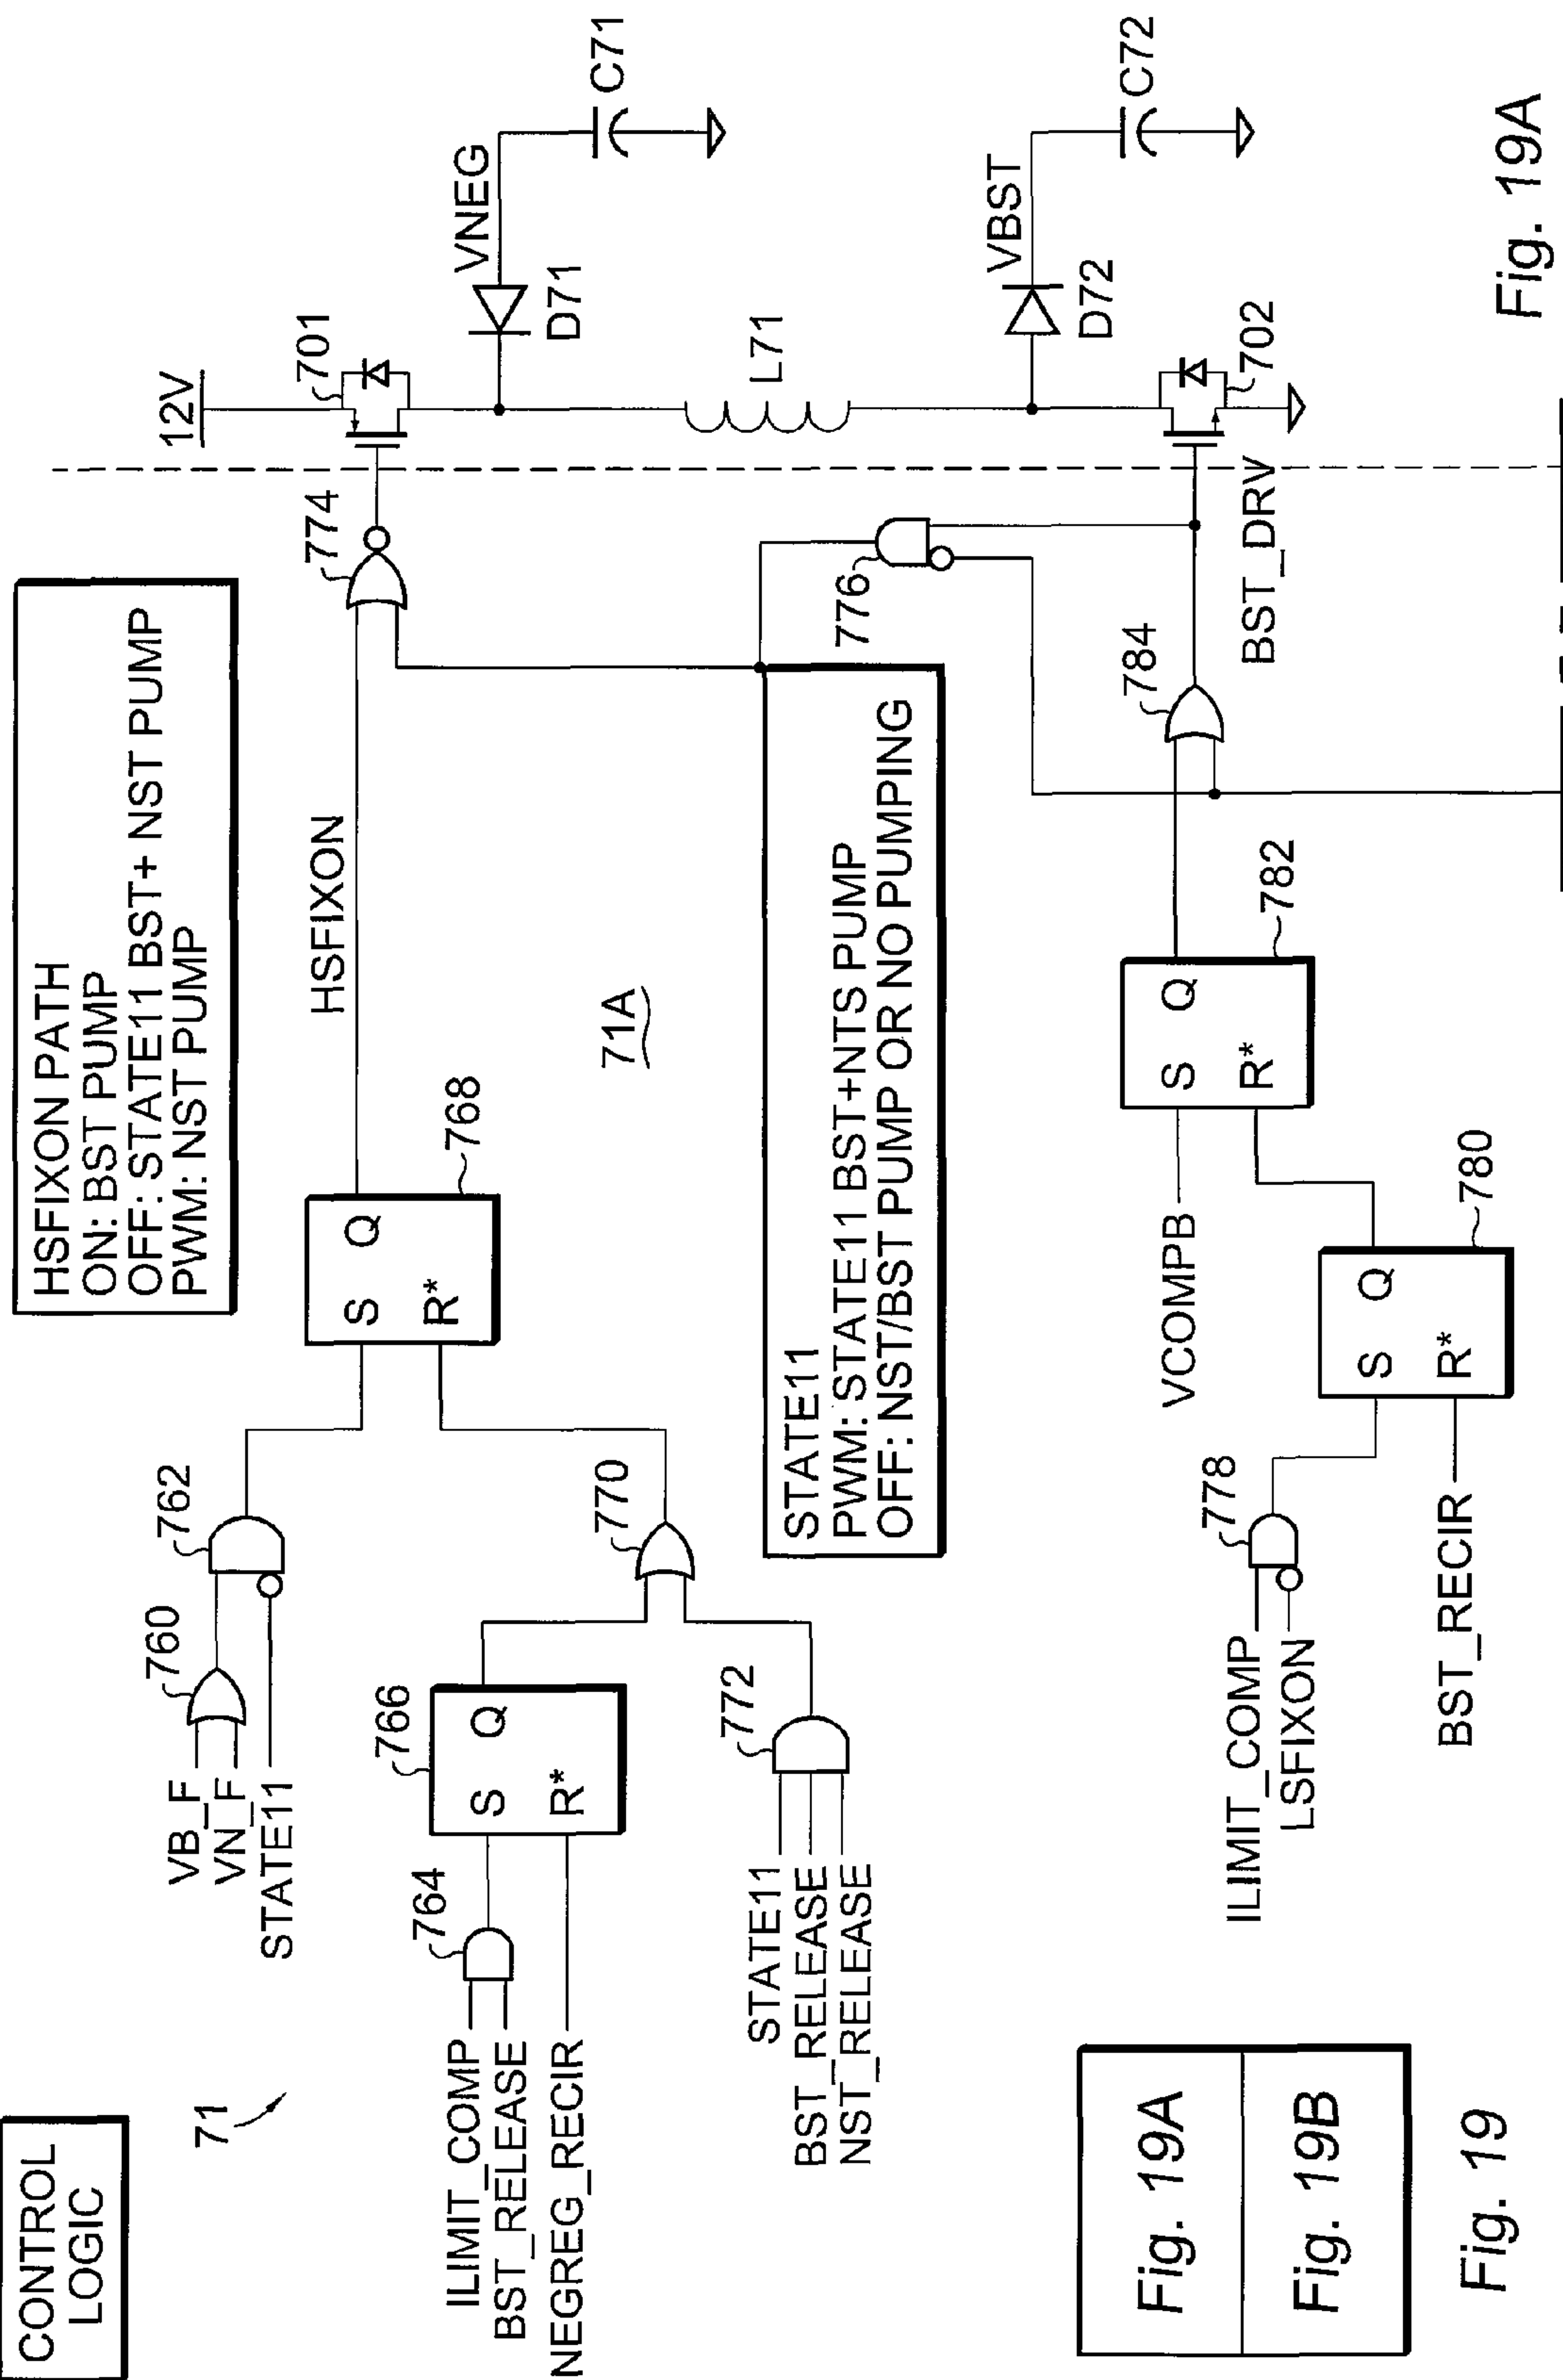 CONTROL
LOGIC
71
HSFIXON PATH
ON: BST PUMP
OFF: STATE11 BST+ NST PUMP
PWM: NST PUMP
VB_F
VN_F
STATE11
760
762
ILIMIT_COMP
BST_RELEASE
NEGREG_RECIR
764
766
S Q
R*
STATE11
BST_RELEASE
NST_RELEASE
772
770
S Q
R*
768
HSFIXON
774
71A
12V
701
VNEG
D71
C71
L71
VBST
D72
C72
702
STATE11
PWM: STATE11 BST+NTS PUMP
OFF: NST/BST PUMP OR NO PUMPING
776
784
BST_DRV
ILIMIT_COMP
LSFIXON
778
BST_RECIR
S Q
R*
780
VCOMPB
S Q
R*
782
Fig. 19A
Fig. 19B
Fig. 19
Fig. 19A